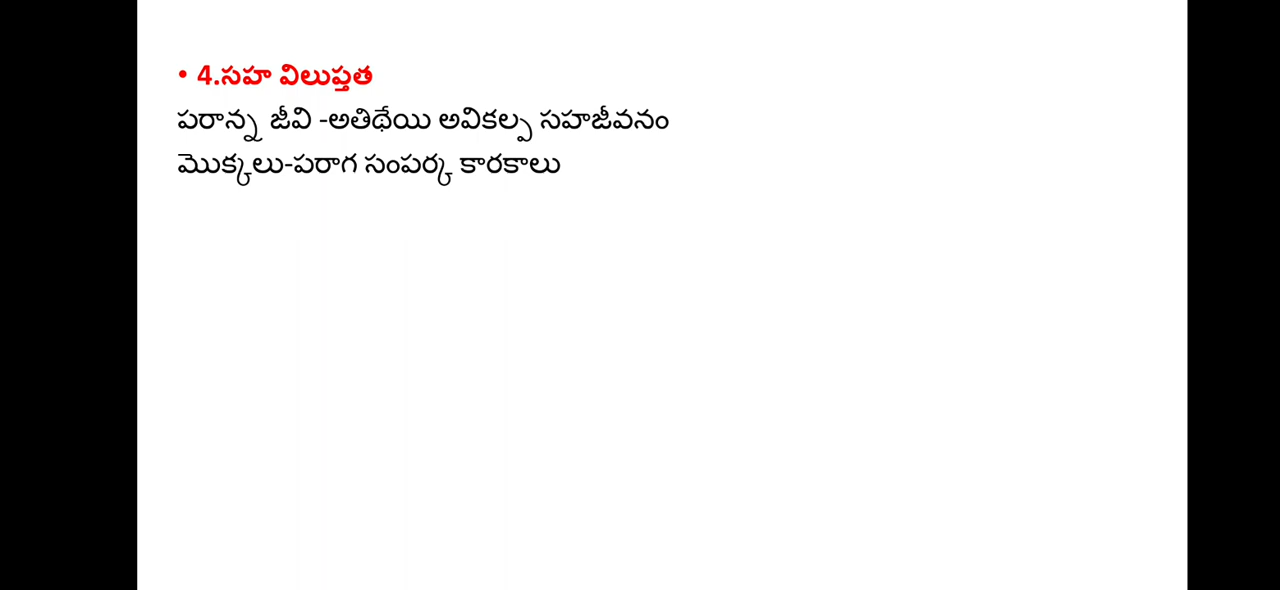 • 4.సహ విలుప్తత
పరాన్న జీవి -అతిథేయి అవికల్ప సహజీవనం
మొక్కలు-పరాగ సంపర్క కారకాలు